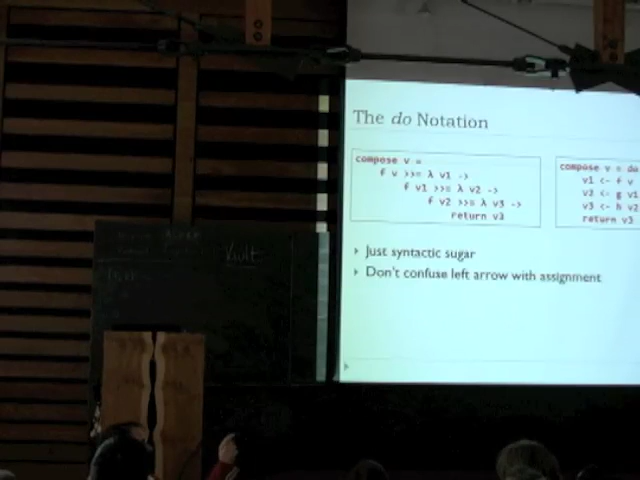 The do Notation
compose v =
f v >>= λ v1 ->
f v1 >>= λ v2 ->
f v2 >>= λ v3 ->
return v3
compose v = do
v1 <- f v
v2 <- g v1
v3 <- h v2
return v3
Just syntactic sugar
Don't confuse left arrow with assignment
Vault